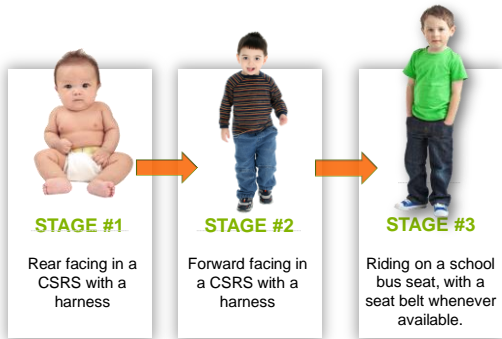 STAGE #1
Rear facing in a
CSRS with a
harness
STAGE #2
Forward facing in
a CSRS with a
harness
STAGE #3
Riding on a school
bus seat, with a
seat belt whenever
available.